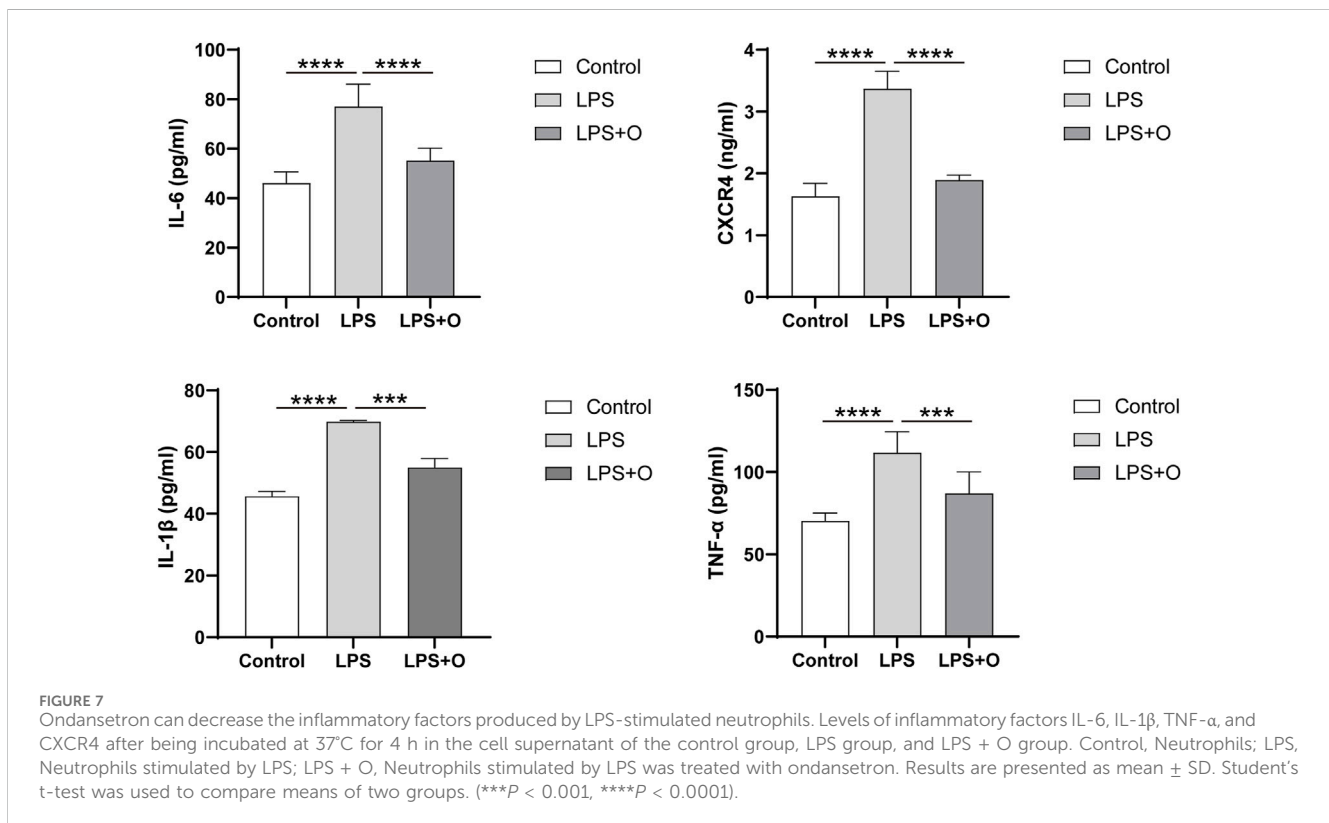 100
80
60
40
20
0
IL-6 (pg/ml)
**** ****
Control LPS LPS+O
Control
LPS
LPS+O
4
3
2
1
0
CXCR4 (ng/ml)
**** ****
Control LPS LPS+O
Control
LPS
LPS+O
80
60
40
20
0
IL-1β (pg/ml)
**** ***
Control LPS LPS+O
Control
LPS
LPS+O
150
100
50
0
TNF-α (pg/ml)
**** ***
Control LPS LPS+O
Control
LPS
LPS+O
FIGURE 7
Ondansetron can decrease the inflammatory factors produced by LPS-stimulated neutrophils. Levels of inflammatory factors IL-6, IL-1β, TNF-α, and
CXCR4 after being incubated at 37°C for 4 h in the cell supernatant of the control group, LPS group, and LPS + O group. Control, Neutrophils; LPS,
Neutrophils stimulated by LPS; LPS + O, Neutrophils stimulated by LPS was treated with ondansetron. Results are presented as mean ± SD. Student’s
t-test was used to compare means of two groups. (***P < 0.001, ****P < 0.0001).